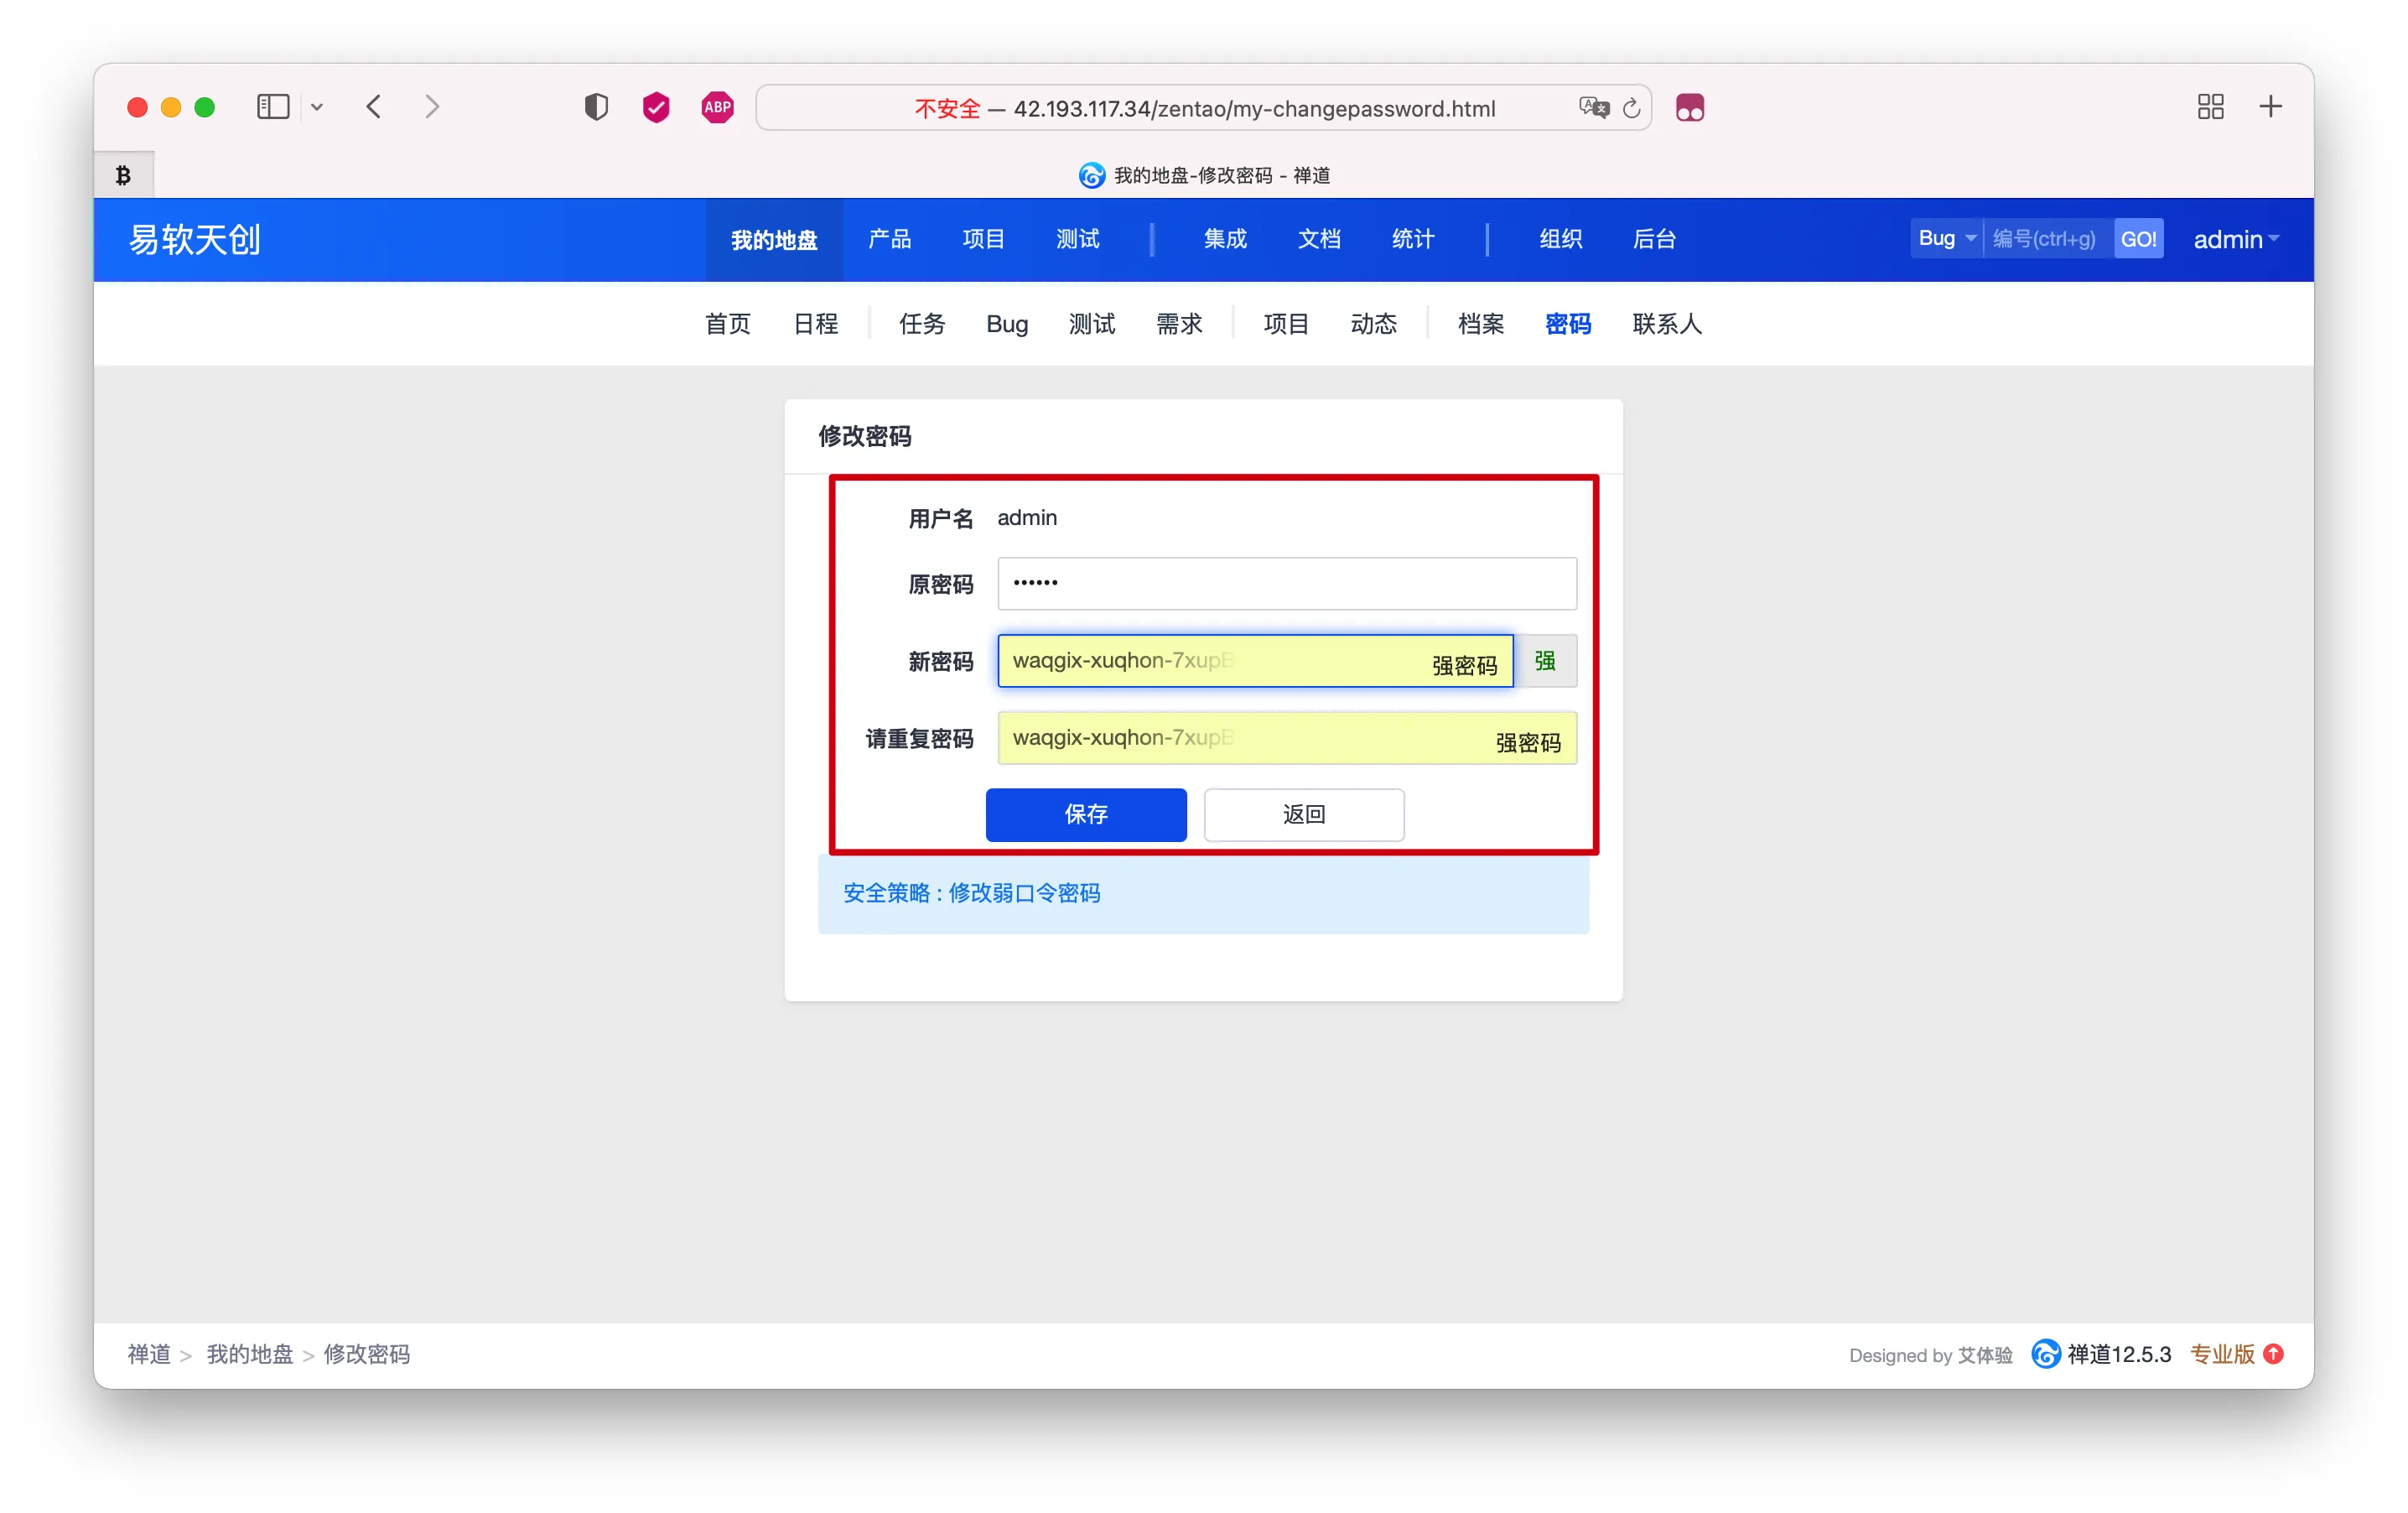 ABP
不安全 — 42.193.117.34/zentao/my-changepassword.html
我的地盘-修改密码 - 禅道
易软天创 我的地盘 产品 项目 测试 集成 文档 统计 组织 后台 Bug 编号(ctrl+g) GO! admin
首页 日程 任务 Bug 测试 需求 项目 动态 档案 密码 联系人
修改密码
用户名 admin
原密码 ••••••
新密码 waqgix-xuqhon-7xupB 强密码 强
请重复密码 waqgix-xuqhon-7xupB 强密码
保存 返回
安全策略 : 修改弱口令密码
禅道 > 我的地盘 > 修改密码 Designed by 艾体验 禅道12.5.3 专业版